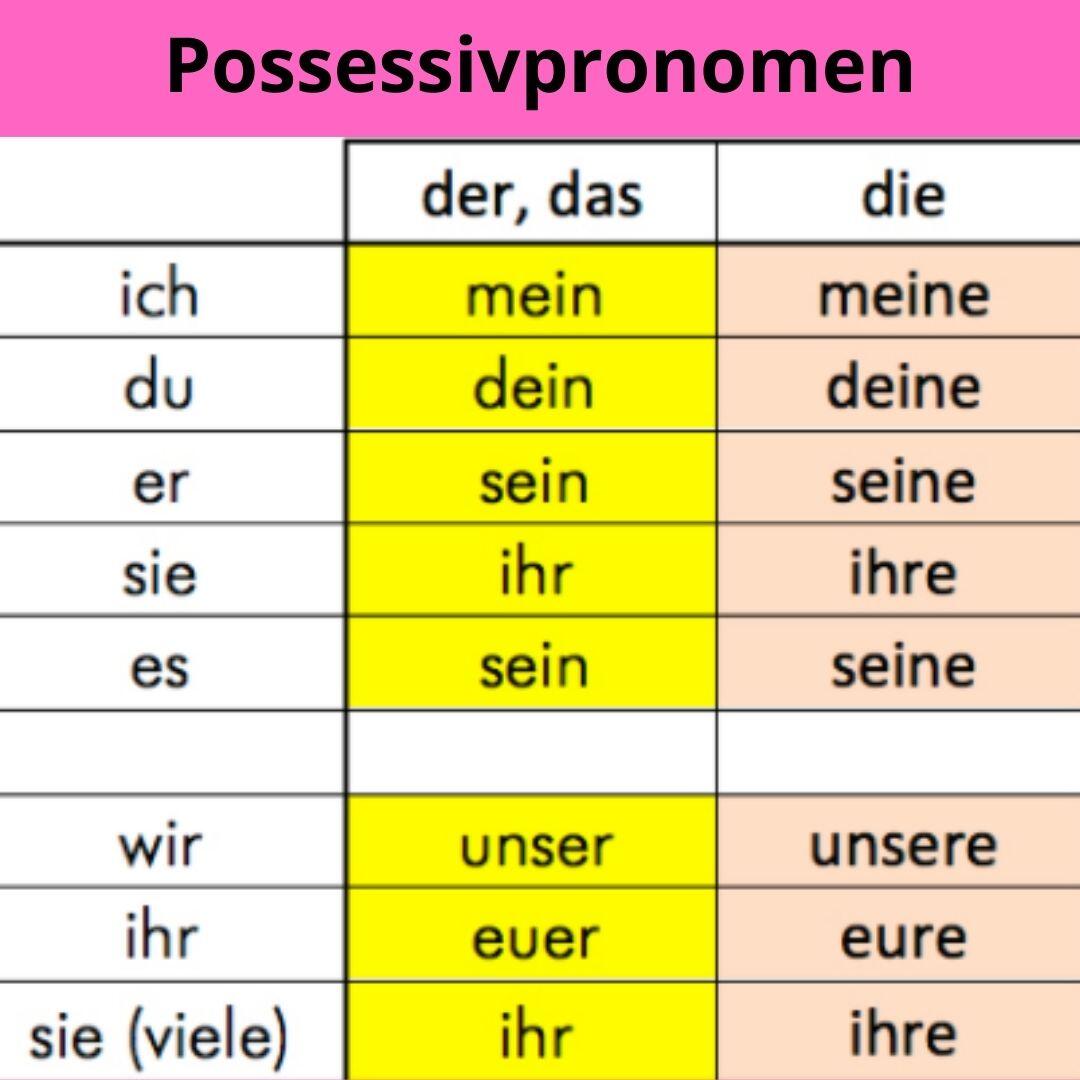 Possessivpronomen
der, das die
ich mein meine
du dein deine
er sein seine
sie ihr ihre
es sein seine
wir unser unsere
ihr euer eure
sie (viele) ihr ihre